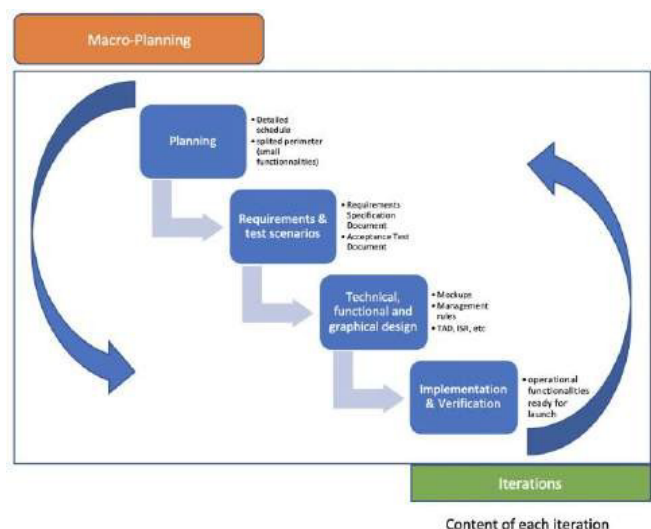 Macro-Planning
Planning
• Detailed
schedule
• splited perimeter
(small
functionnalities)
Requirements &
test scenarios
• Requirements
Specification
Document
• Acceptance Test
Document
Technical,
functional and
graphical design
• Mockups
• Management
rules
• TAD, ISR, etc
Implementation
& Verification
• operational
functionalities
ready for
launch
Iterations
Content of each iteration